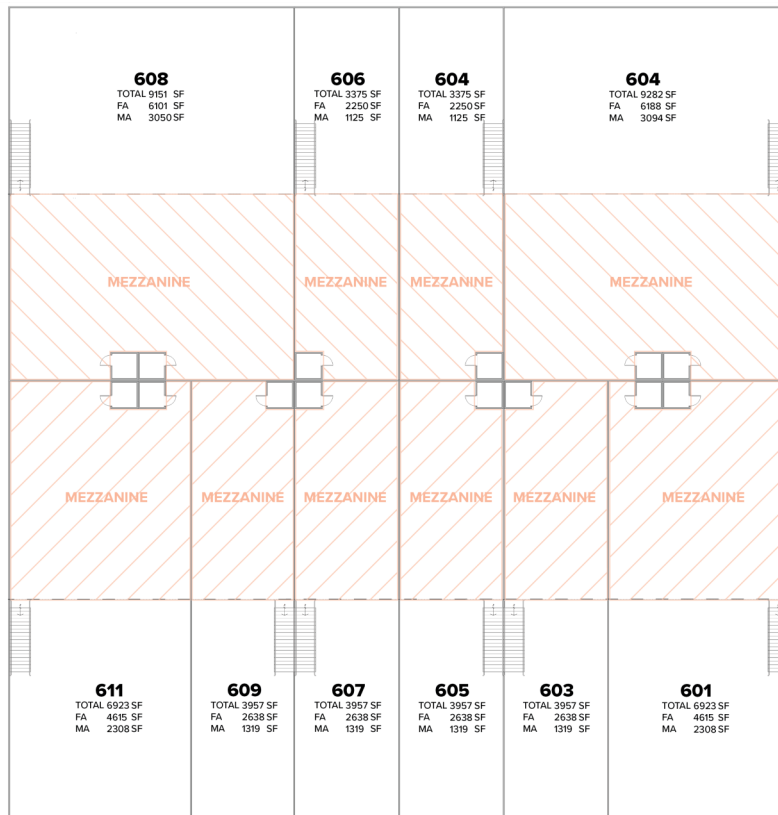 608
TOTAL 9151 SF
FA 6101 SF
MA 3050 SF
606
TOTAL 3375 SF
FA 2250 SF
MA 1125 SF
604
TOTAL 3375 SF
FA 2250 SF
MA 1125 SF
604
TOTAL 9282 SF
FA 6188 SF
MA 3094 SF
MEZZANINE
MEZZANINE
MEZZANINE
MEZZANINE
MEZZANINE
MEZZANINE
MEZZANINE
MEZZANINE
MEZZANINE
MEZZANINE
611
TOTAL 6923 SF
FA 4615 SF
MA 2308 SF
609
TOTAL 3957 SF
FA 2638 SF
MA 1319 SF
607
TOTAL 3957 SF
FA 2638 SF
MA 1319 SF
605
TOTAL 3957 SF
FA 2638 SF
MA 1319 SF
603
TOTAL 3957 SF
FA 2638 SF
MA 1319 SF
601
TOTAL 6923 SF
FA 4615 SF
MA 2308 SF